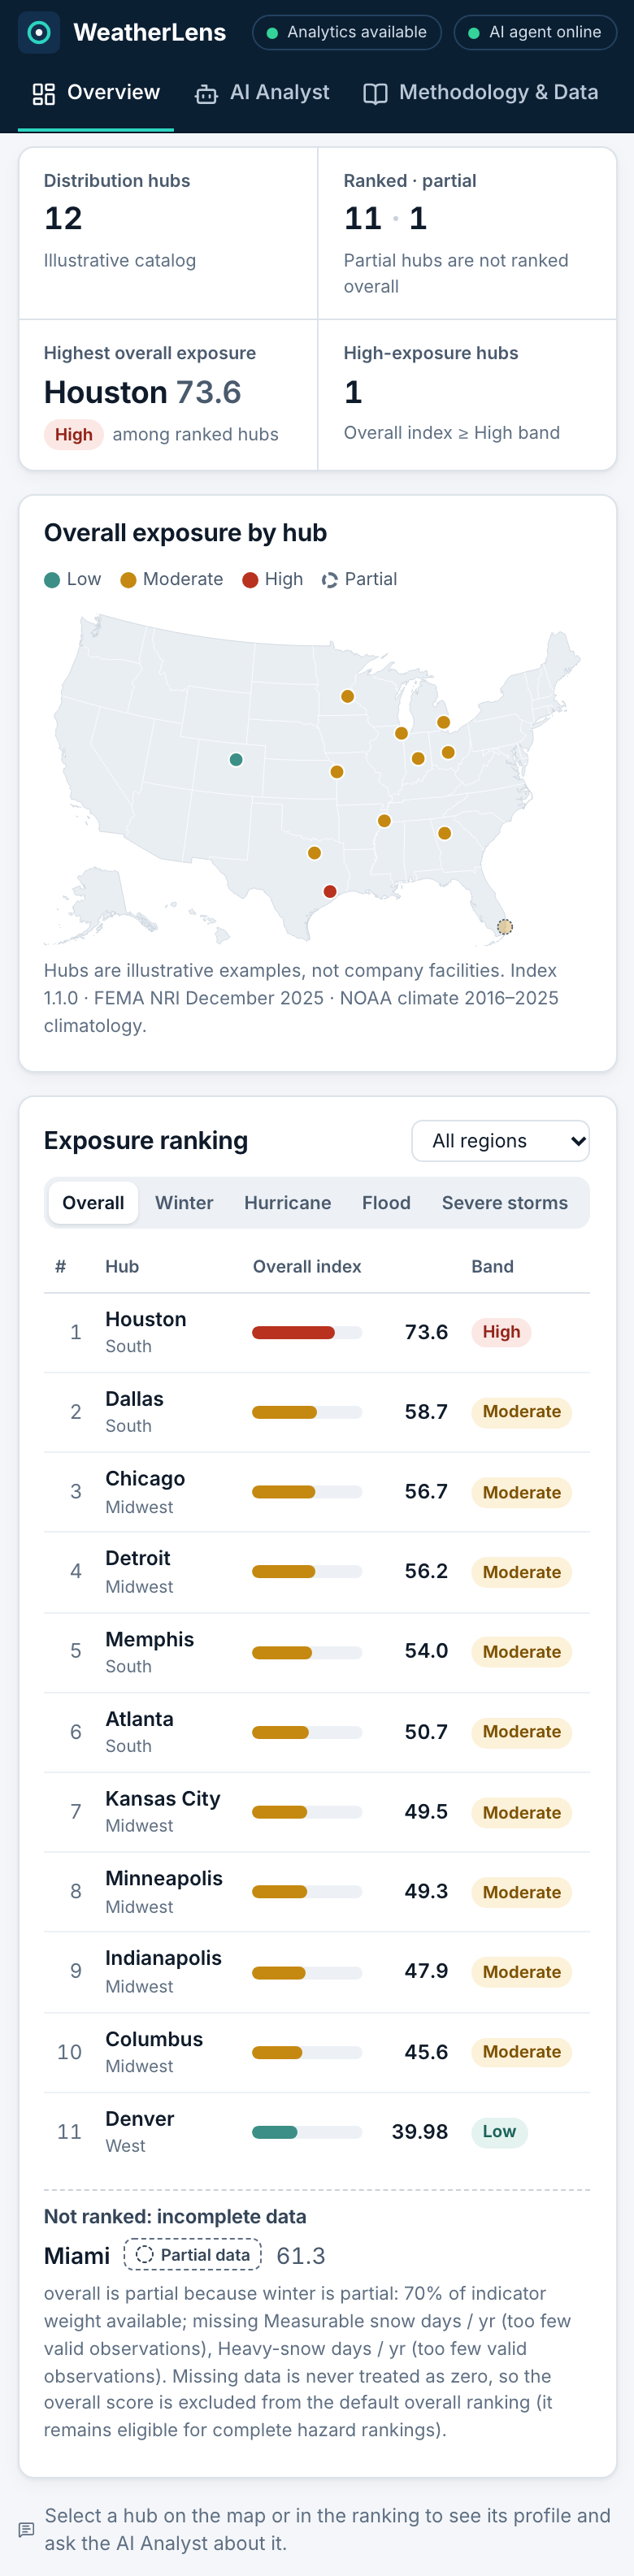 WeatherLens
Analytics available
AI agent online
Overview
AI Analyst
Methodology & Data
Distribution hubs
12
Illustrative catalog
Ranked · partial
11 · 1
Partial hubs are not ranked
overall
Highest overall exposure
Houston 73.6
High among ranked hubs
High-exposure hubs
1
Overall index ≥ High band
Overall exposure by hub
Low Moderate High Partial
Hubs are illustrative examples, not company facilities. Index
1.1.0 · FEMA NRI December 2025 · NOAA climate 2016–2025
climatology.
Exposure ranking
All regions
Overall Winter Hurricane Flood Severe storms
# Hub Overall index Band
1 Houston 73.6 High
South
2 Dallas 58.7 Moderate
South
3 Chicago 56.7 Moderate
Midwest
4 Detroit 56.2 Moderate
Midwest
5 Memphis 54.0 Moderate
South
6 Atlanta 50.7 Moderate
South
7 Kansas City 49.5 Moderate
Midwest
8 Minneapolis 49.3 Moderate
Midwest
9 Indianapolis 47.9 Moderate
Midwest
10 Columbus 45.6 Moderate
Midwest
11 Denver 39.98 Low
West
Not ranked: incomplete data
Miami Partial data 61.3
overall is partial because winter is partial: 70% of indicator
weight available; missing Measurable snow days / yr (too few
valid observations), Heavy-snow days / yr (too few valid
observations). Missing data is never treated as zero, so the
overall score is excluded from the default overall ranking (it
remains eligible for complete hazard rankings).
Select a hub on the map or in the ranking to see its profile and
ask the AI Analyst about it.